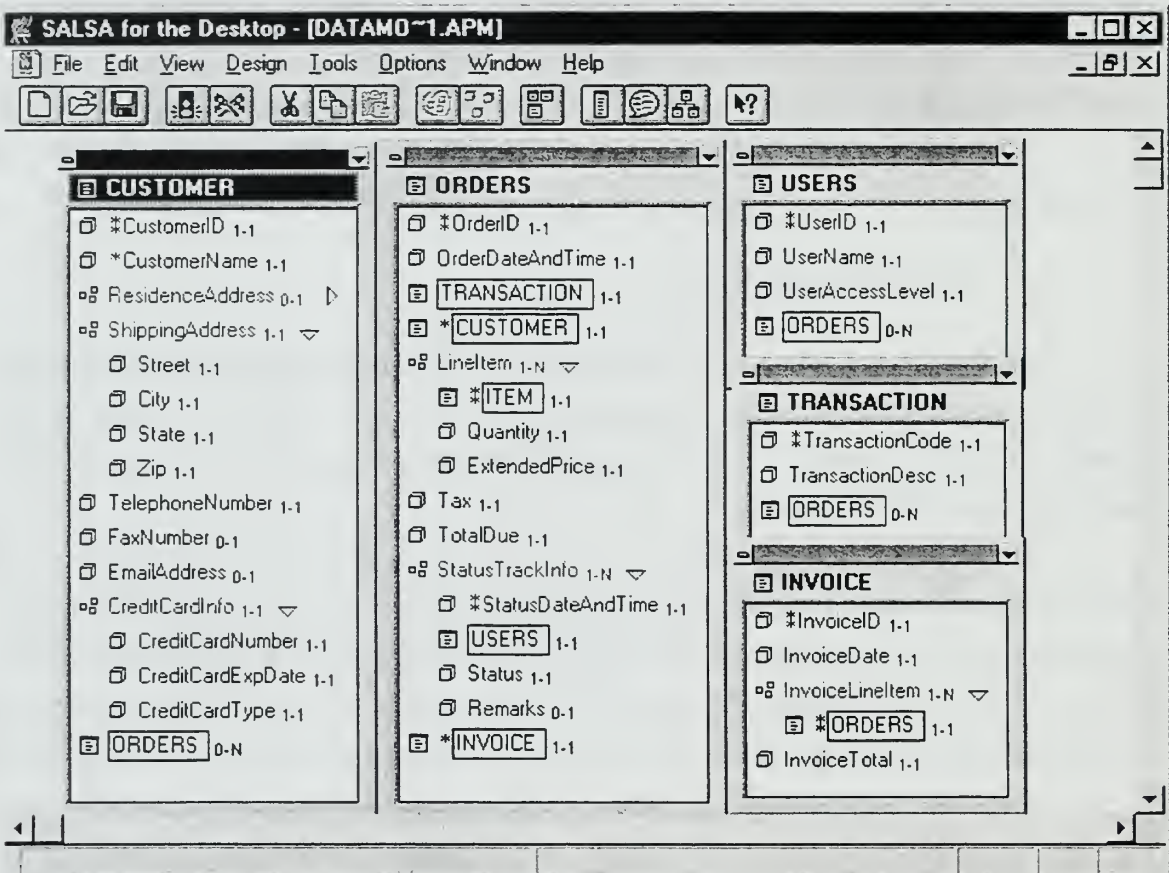 SALSA for the Desktop - [DATAMO~1.APM]
File Edit View Design Tools Options Window Help
CUSTOMER
‡CustomerID 1-1
*CustomerName 1-1
ResidenceAddress 0-1
ShippingAddress 1-1
Street 1-1
City 1-1
State 1-1
Zip 1-1
TelephoneNumber 1-1
FaxNumber 0-1
EmailAddress 0-1
CreditCardInfo 1-1
CreditCardNumber 1-1
CreditCardExpDate 1-1
CreditCardType 1-1
ORDERS 0-N
ORDERS
‡OrderID 1-1
OrderDateAndTime 1-1
TRANSACTION 1-1
*CUSTOMER 1-1
LineItem 1-N
‡ITEM 1-1
Quantity 1-1
ExtendedPrice 1-1
Tax 1-1
TotalDue 1-1
StatusTrackInfo 1-N
‡StatusDateAndTime 1-1
USERS 1-1
Status 1-1
Remarks 0-1
*INVOICE 1-1
USERS
‡UserID 1-1
UserName 1-1
UserAccessLevel 1-1
ORDERS 0-N
TRANSACTION
‡TransactionCode 1-1
TransactionDesc 1-1
ORDERS 0-N
INVOICE
‡InvoiceID 1-1
InvoiceDate 1-1
InvoiceLineItem 1-N
‡ORDERS 1-1
InvoiceTotal 1-1